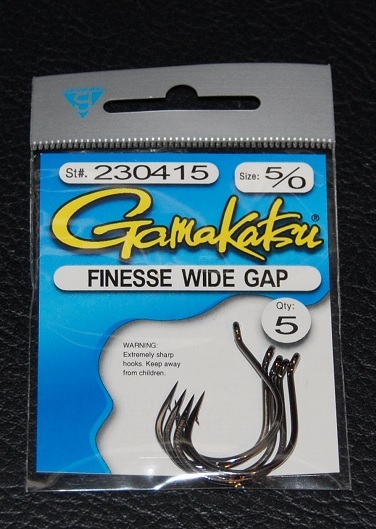 St#. 230415
Size: 5/0
Gamakatsu®
FINESSE WIDE GAP
Qty:
5
WARNING:
Extremely sharp
hooks. Keep away
from children.